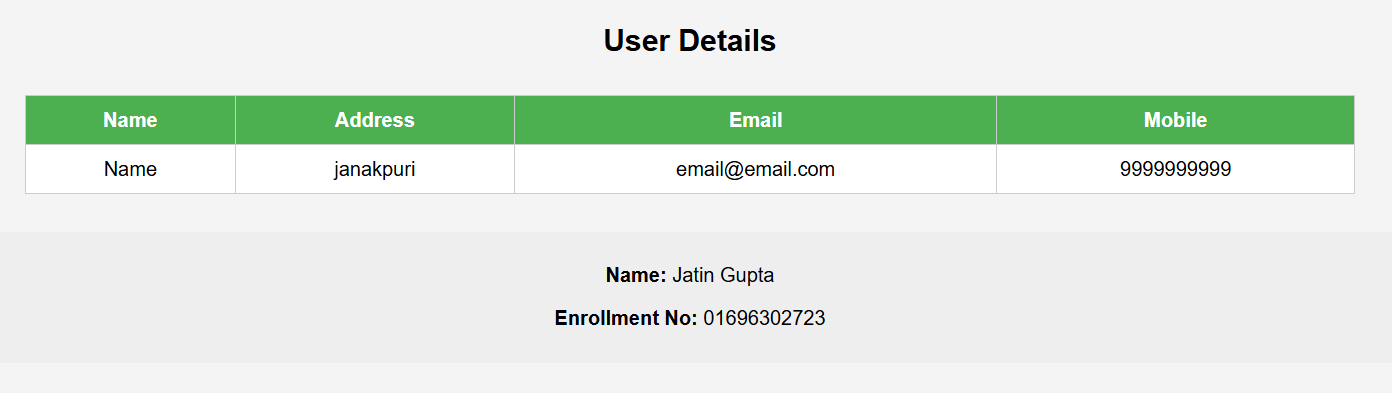 User Details
Name Address Email Mobile
Name janakpuri email@email.com 9999999999
Name: Jatin Gupta
Enrollment No: 01696302723